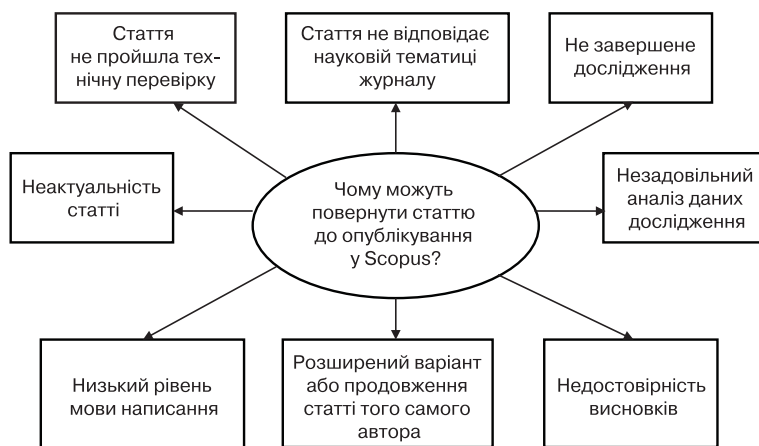 Стаття
не пройшла тех-
нічну перевірку
Стаття не відповідає
науковій тематиці
журналу
Не завершене
дослідження
Неактуальність
статті
Чому можуть
повернути статтю
до опублікування
у Scopus?
Незадовільний
аналіз даних
дослідження
Низький рівень
мови написання
Розширений варіант
або продовження
статті того самого
автора
Недостовірність
висновків